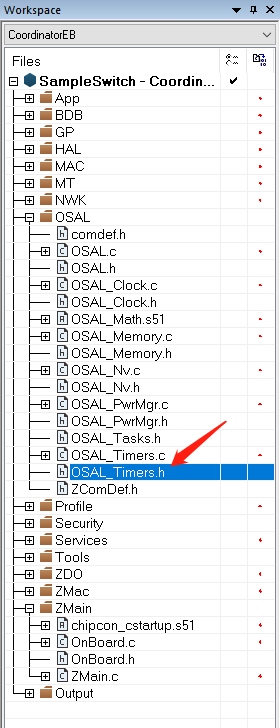 Workspace
CoordinatorEB
Files
SampleSwitch - Coordin...
App
BDB
GP
HAL
MAC
MT
NWK
OSAL
comdef.h
OSAL.c
OSAL.h
OSAL_Clock.c
OSAL_Clock.h
OSAL_Math.s51
OSAL_Memory.c
OSAL_Memory.h
OSAL_Nv.c
OSAL_Nv.h
OSAL_PwrMgr.c
OSAL_PwrMgr.h
OSAL_Tasks.h
OSAL_Timers.c
OSAL_Timers.h
ZComDef.h
Profile
Security
Services
Tools
ZDO
ZMac
ZMain
chipcon_cstartup.s51
OnBoard.c
OnBoard.h
ZMain.c
Output